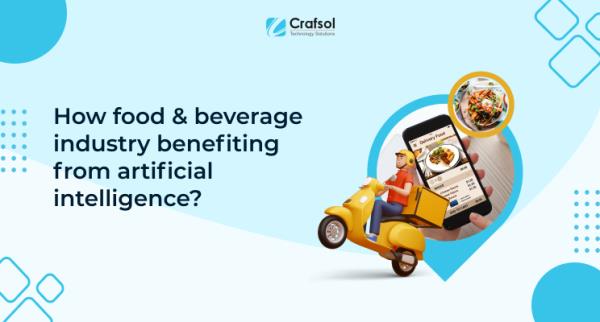 Crafsol
Technology Solutions
How food & beverage
industry benefiting
from artificial
intelligence?
Delivery Food